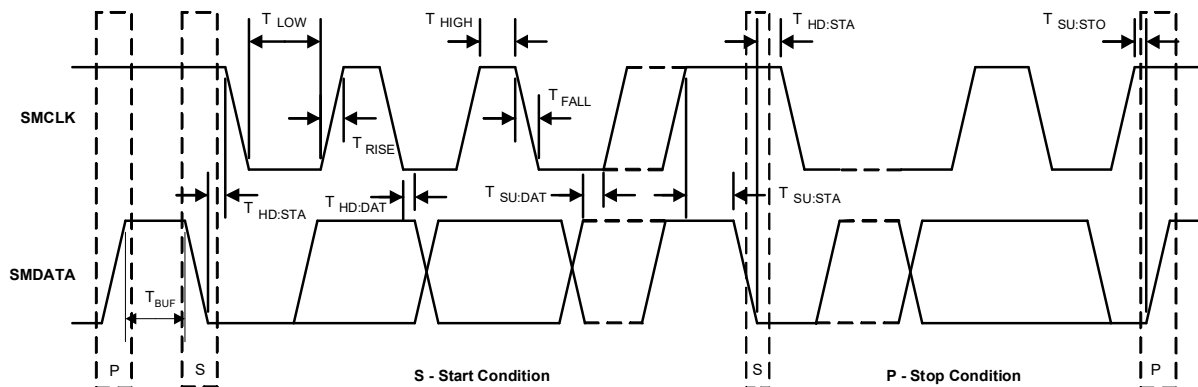 T LOW
T HIGH
T HD:STA
T SU:STO
SMCLK
T FALL
T RISE
T HD:STA
T HD:DAT
T SU:DAT
T SU:STA
SMDATA
T BUF
P
S
S - Start Condition
S
P - Stop Condition
P